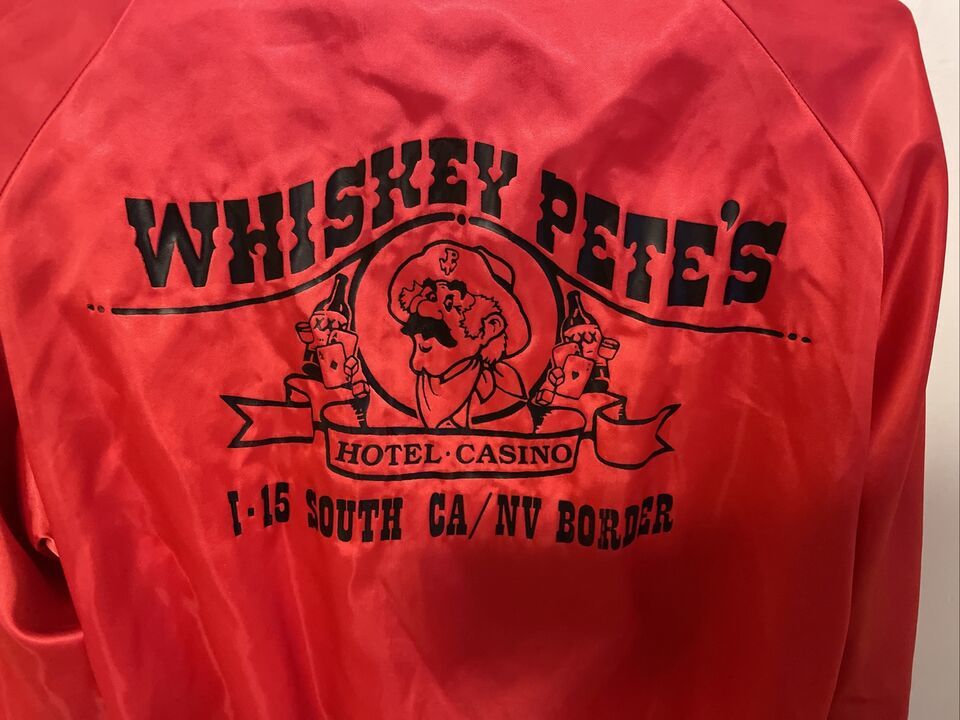 WHISKEY PETE'S
HOTEL · CASINO
I-15 SOUTH CA/NV BORDER